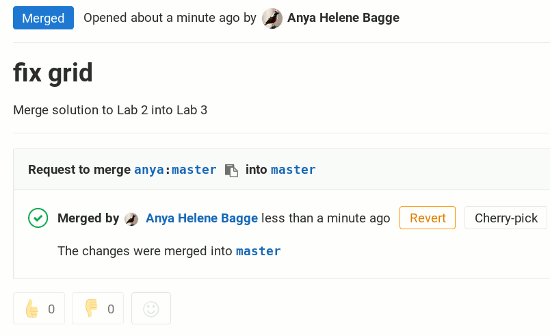 Merged Opened about a minute ago by Anya Helene Bagge
fix grid
Merge solution to Lab 2 into Lab 3
Request to merge anya:master into master
Merged by Anya Helene Bagge less than a minute ago Revert Cherry-pick
The changes were merged into master
0 0